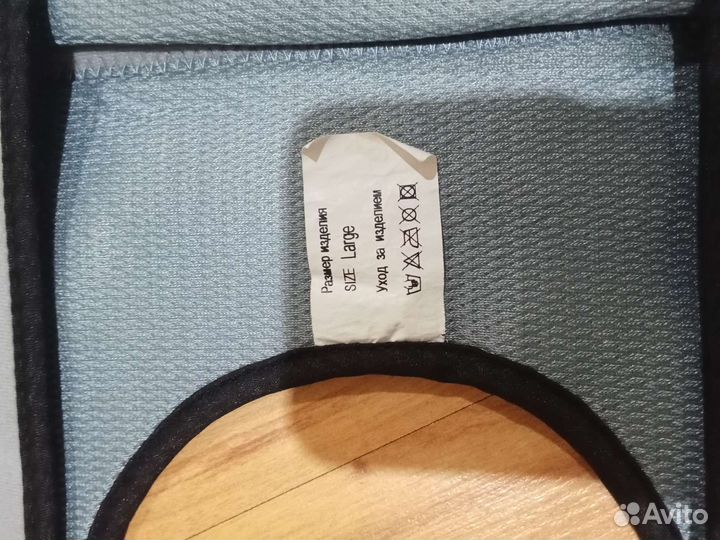 Размер изделия
SIZE Large
Уход за изделием
Avito